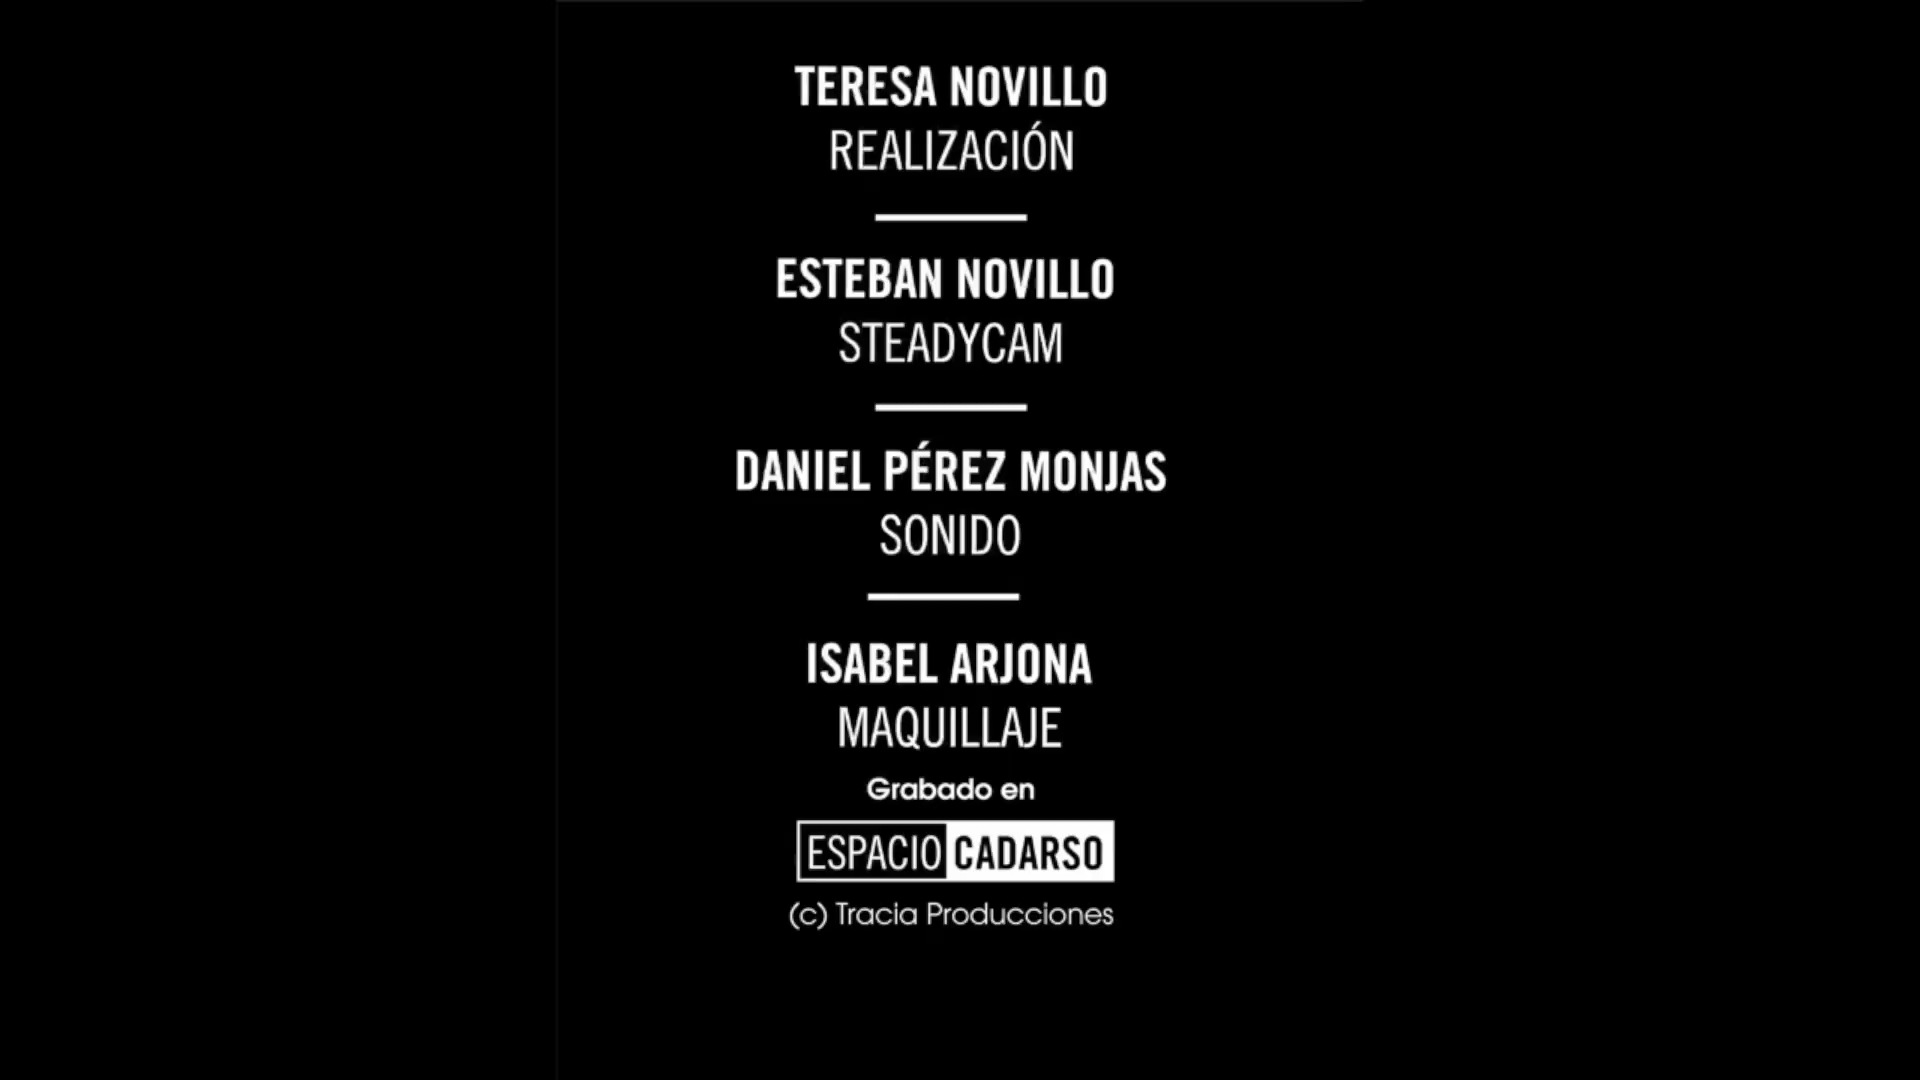 TERESA NOVILLO
REALIZACIÓN
ESTEBAN NOVILLO
STEADYCAM
DANIEL PÉREZ MONJAS
SONIDO
ISABEL ARJONA
MAQUILLAJE
Grabado en
ESPACIO CADARSO
(c) Tracia Producciones